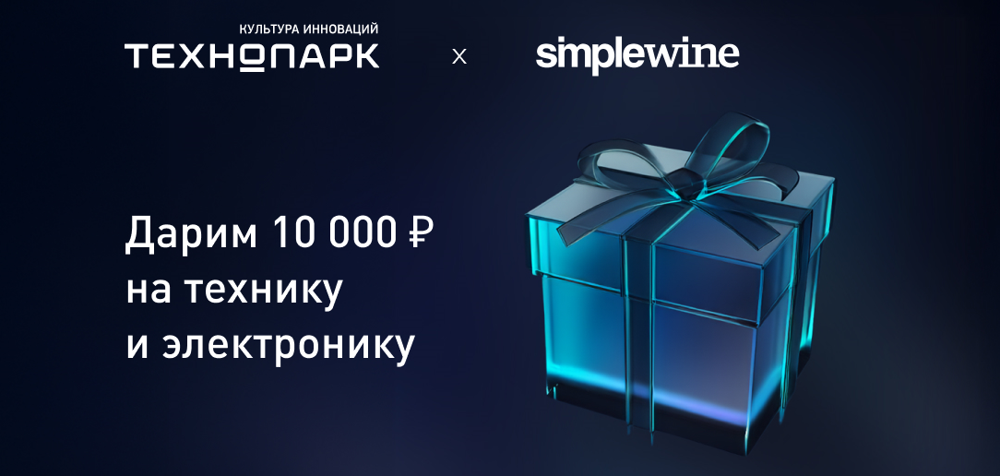 КУЛЬТУРА ИННОВАЦИЙ
ТЕХНОПАРК
x
simplewine
Дарим 10 000 ₽
на технику
и электронику